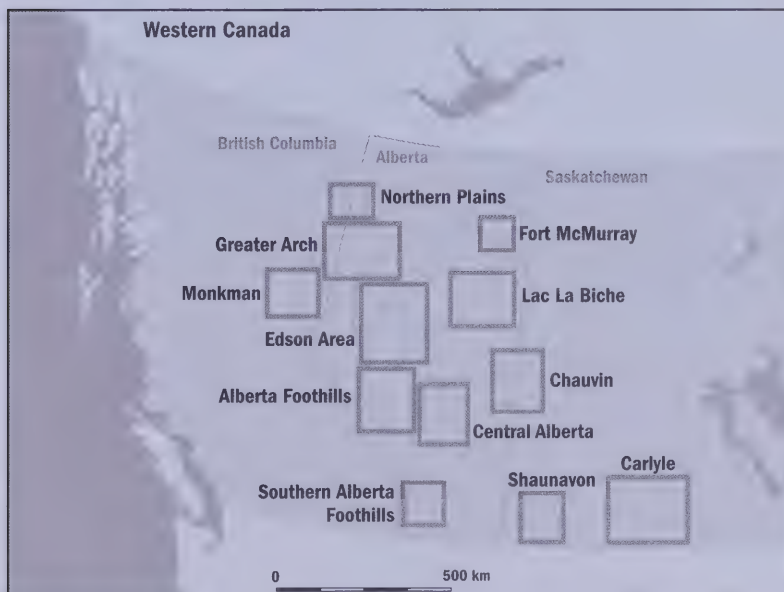 Western Canada
British Columbia
Alberta
Saskatchewan
Northern Plains
Greater Arch
Fort McMurray
Monkman
Lac La Biche
Edson Area
Alberta Foothills
Chauvin
Central Alberta
Carlyle
Southern Alberta
Foothills
Shaunavon
0
500 km